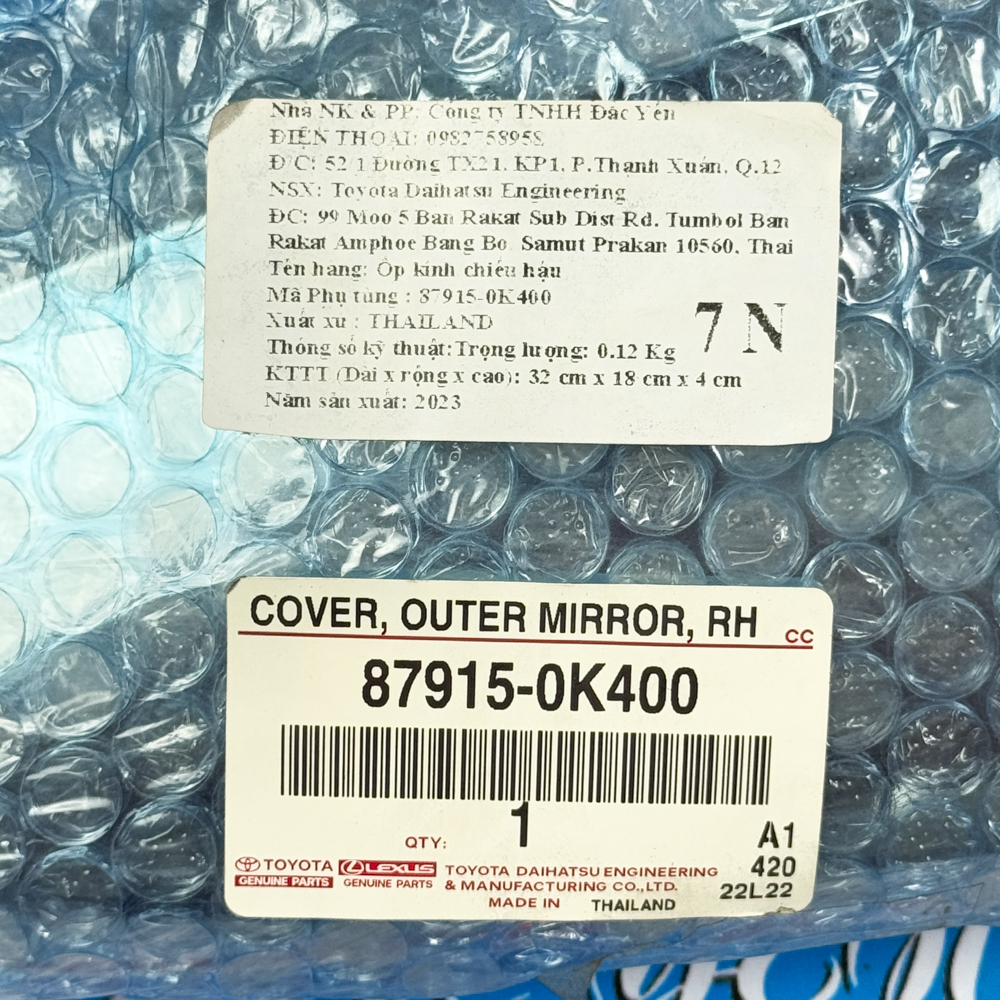 Nhà NK & PP: Công ty TNHH Đắc Yến
ĐIỆN THOẠI: 0982758958
Đ/C: 52/1 Đường TX21, KP1, P.Thạnh Xuân, Q.12
NSX: Toyota Daihatsu Engineering
ĐC: 99 Moo 5 Ban Rakat Sub Dist Rd. Tumbol Ban
Rakat Amphoe Bang Bo Samut Prakan 10560, Thai
Tên hàng: Ốp kính chiếu hậu
Mã Phụ tùng : 87915-0K400
Xuất xứ : THAILAND
7 N
Thông số kỹ thuật: Trọng lượng: 0.12 Kg
KTTT (Dài x rộng x cao): 32 cm x 18 cm x 4 cm
Năm sản xuất: 2023
COVER, OUTER MIRROR, RH CC
87915-0K400
QTY: 1 A1
TOYOTA LEXUS TOYOTA DAIHATSU ENGINEERING 420
GENUINE PARTS GENUINE PARTS & MANUFACTURING CO.,LTD. 22L22
MADE IN THAILAND